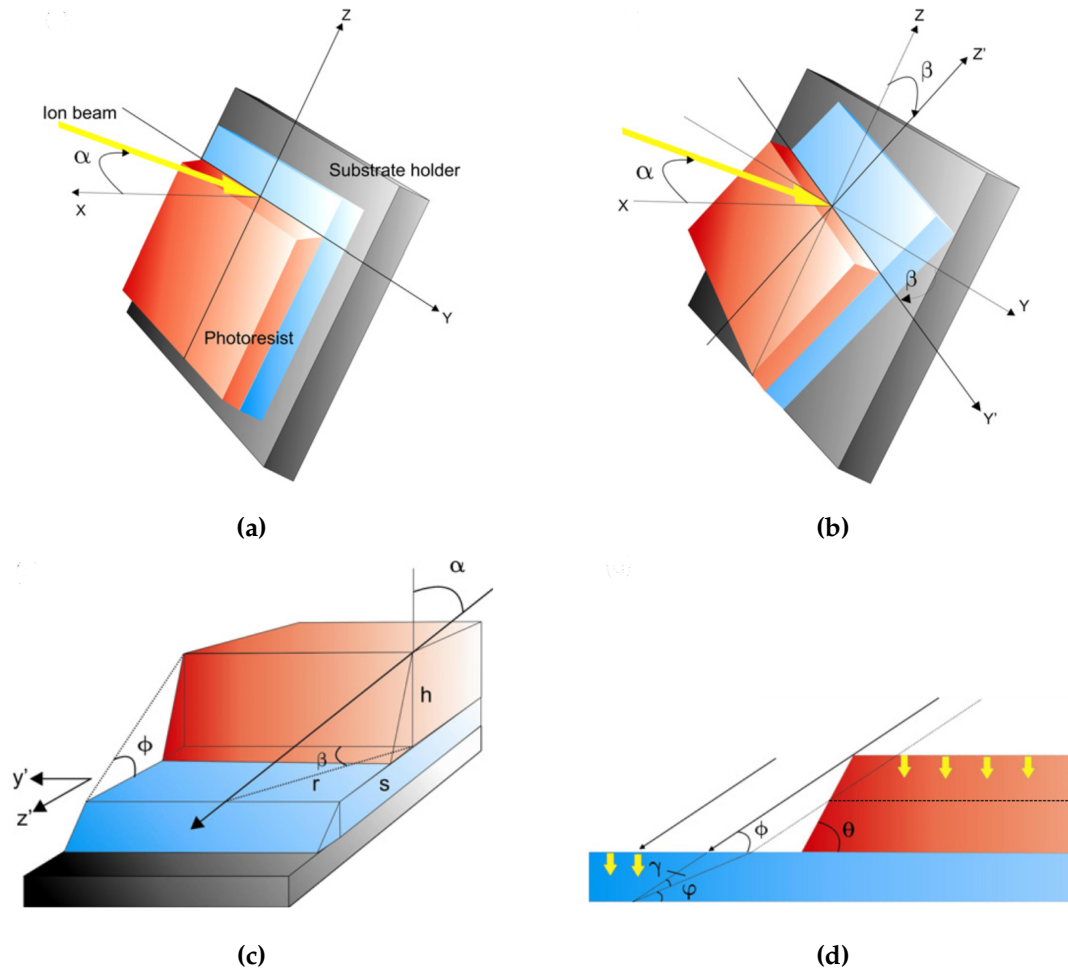 Z
Ion beam
α
Substrate holder
X
Y
Photoresist
(a)
Z
Z'
β
α
X
β
Y
Y'
(b)
α
h
ϕ
β
y'
r
s
z'
(c)
ϕ
θ
γ
φ
(d)